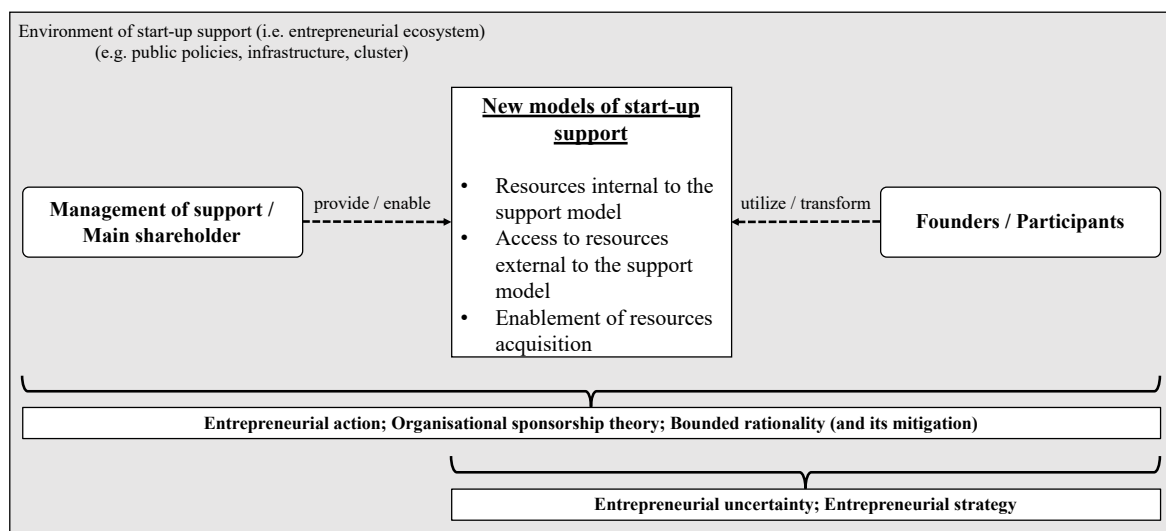 Environment of start-up support (i.e. entrepreneurial ecosystem)
(e.g. public policies, infrastructure, cluster)
New models of start-up
support
• Resources internal to the
support model
• Access to resources
external to the support
model
• Enablement of resources
acquisition
Management of support /
Main shareholder
provide / enable
utilize / transform
Founders / Participants
Entrepreneurial action; Organisational sponsorship theory; Bounded rationality (and its mitigation)
Entrepreneurial uncertainty; Entrepreneurial strategy